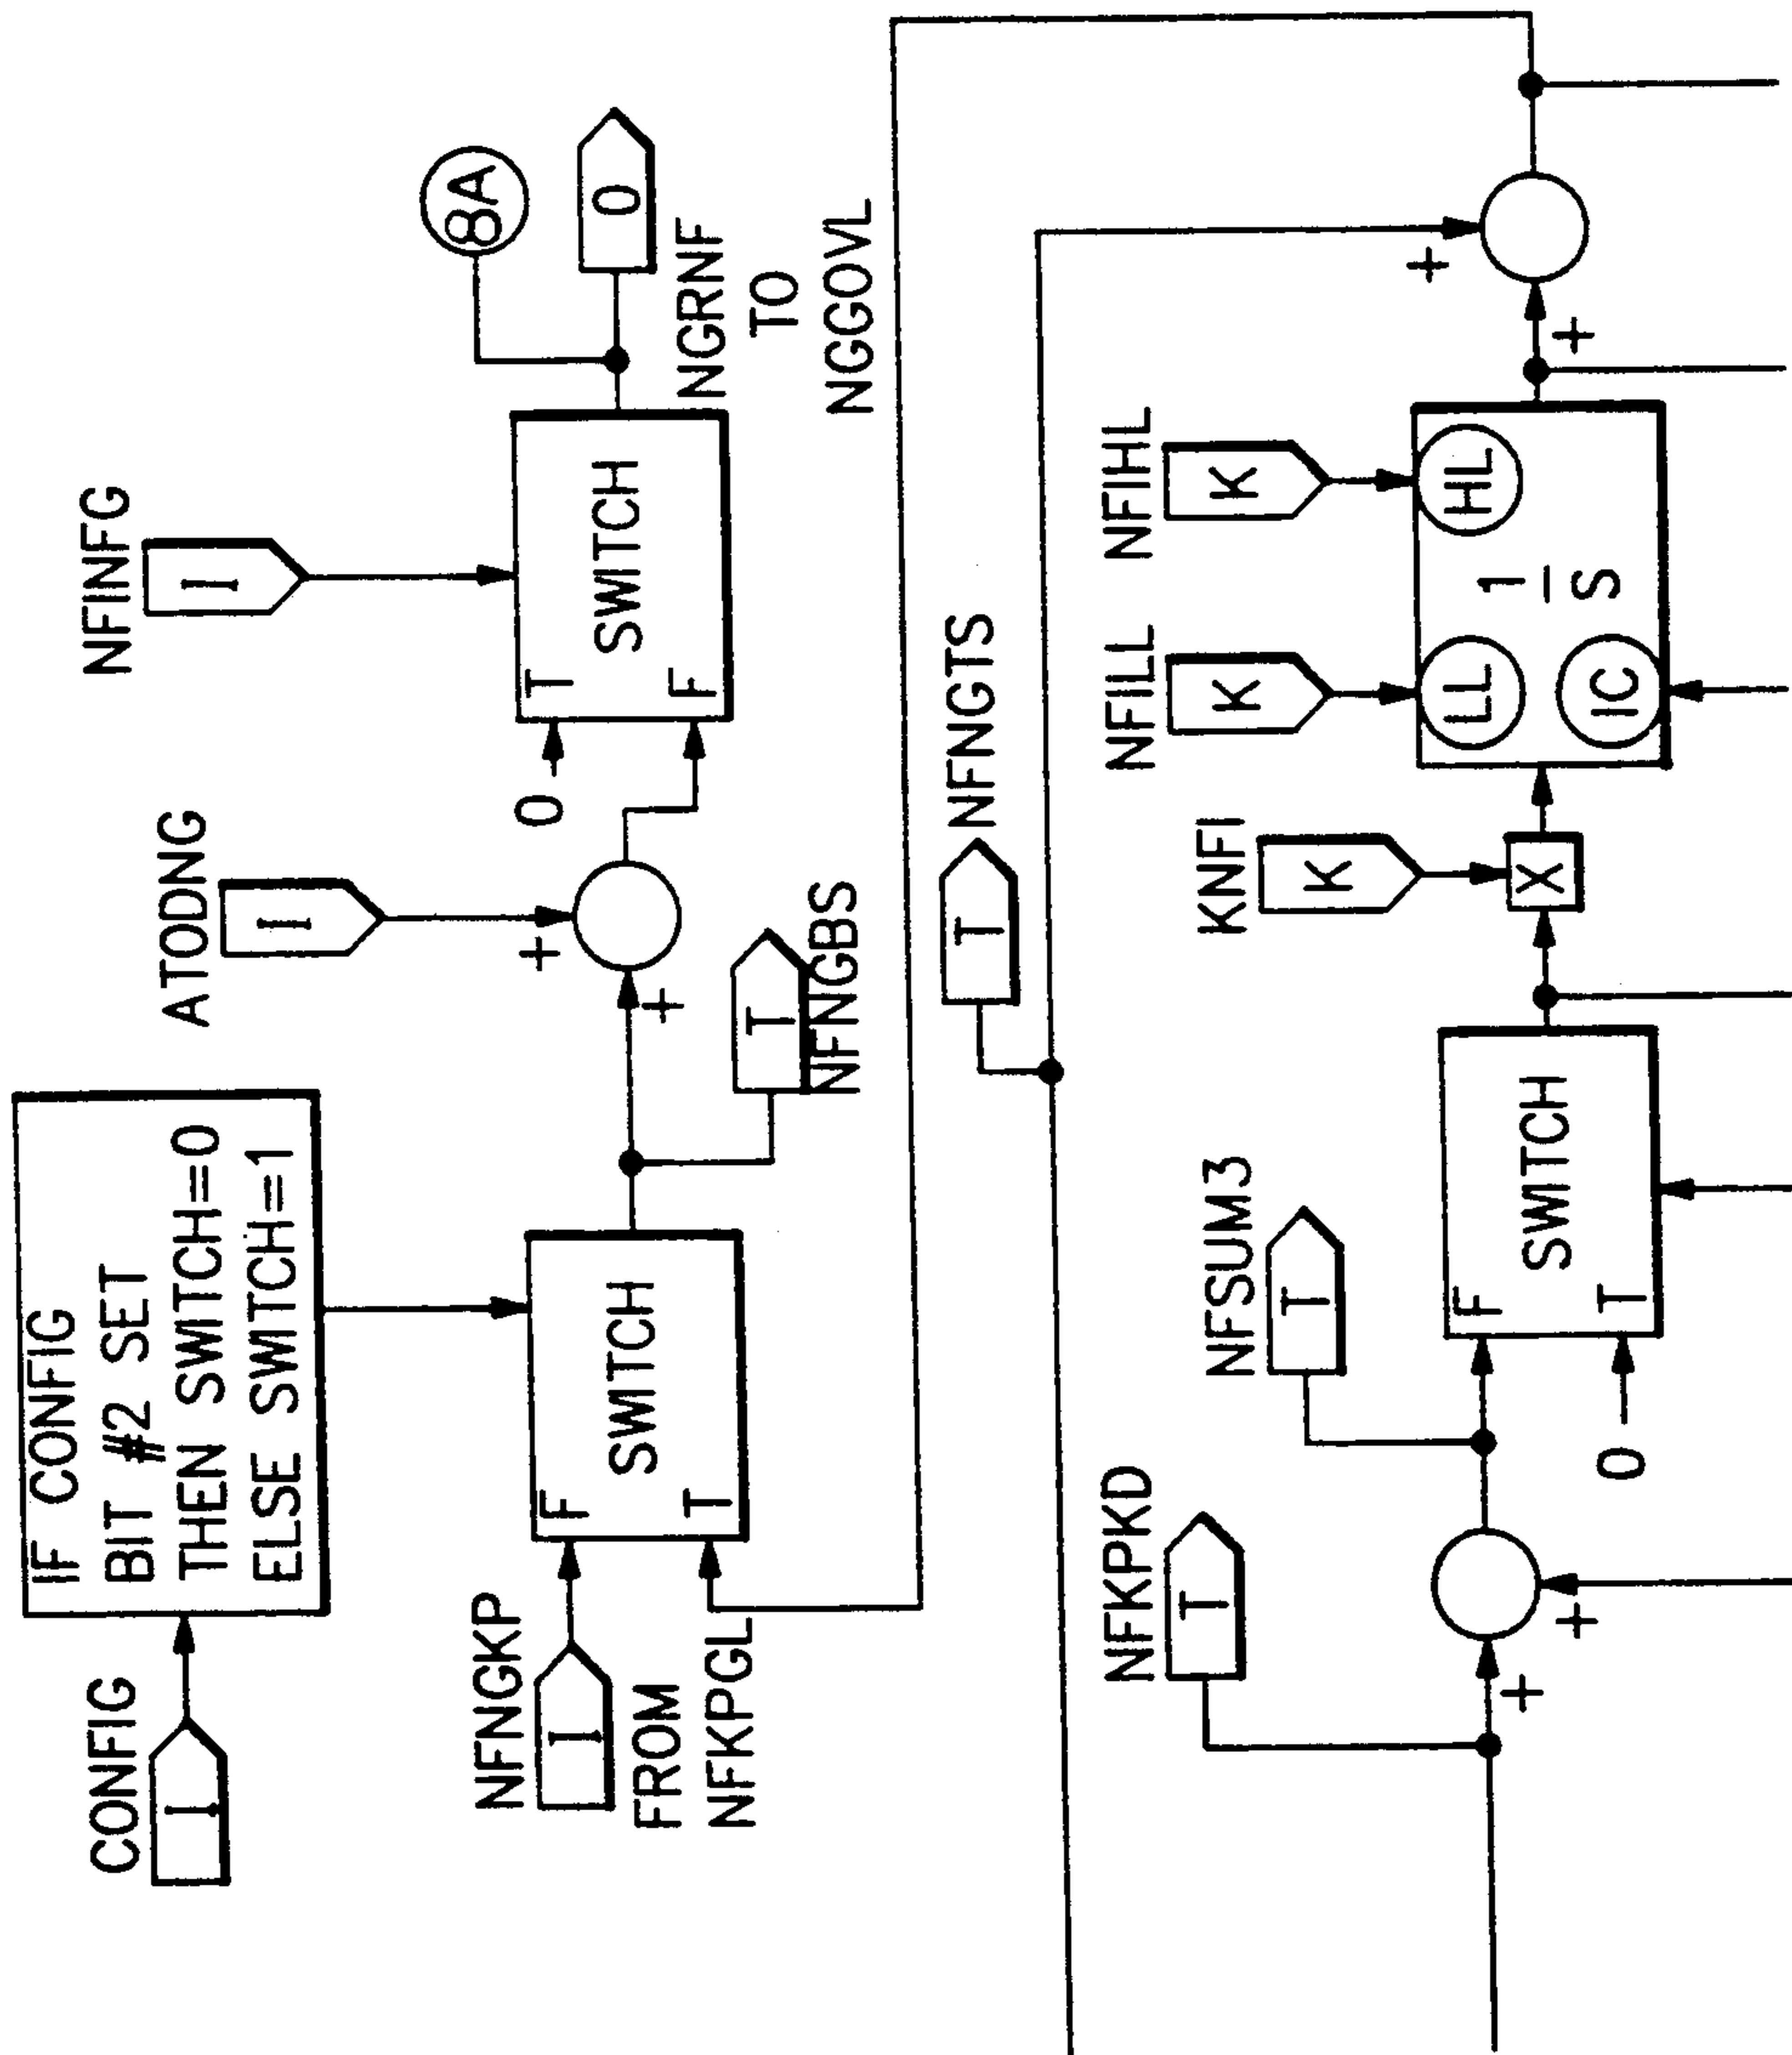 CONFIG
I
IF CONFIG
BIT #2 SET
THEN SWITCH=0
ELSE SWITCH=1
NFNGKP
I
FROM
NFKPGL
F
T
SWITCH
T
NFNGBS
ATODNG
I
+
+
0
NFINFG
I
T
F
SWITCH
8A
O
NGRNF
TO
NGGOVL
T
NFNGTS
NFKPKD
T
+
+
NFSUM3
T
0
F
T
SWITCH
KNFI
K
X
NFILL
K
NFIHL
K
LL
HL
IC
1
S
+
+